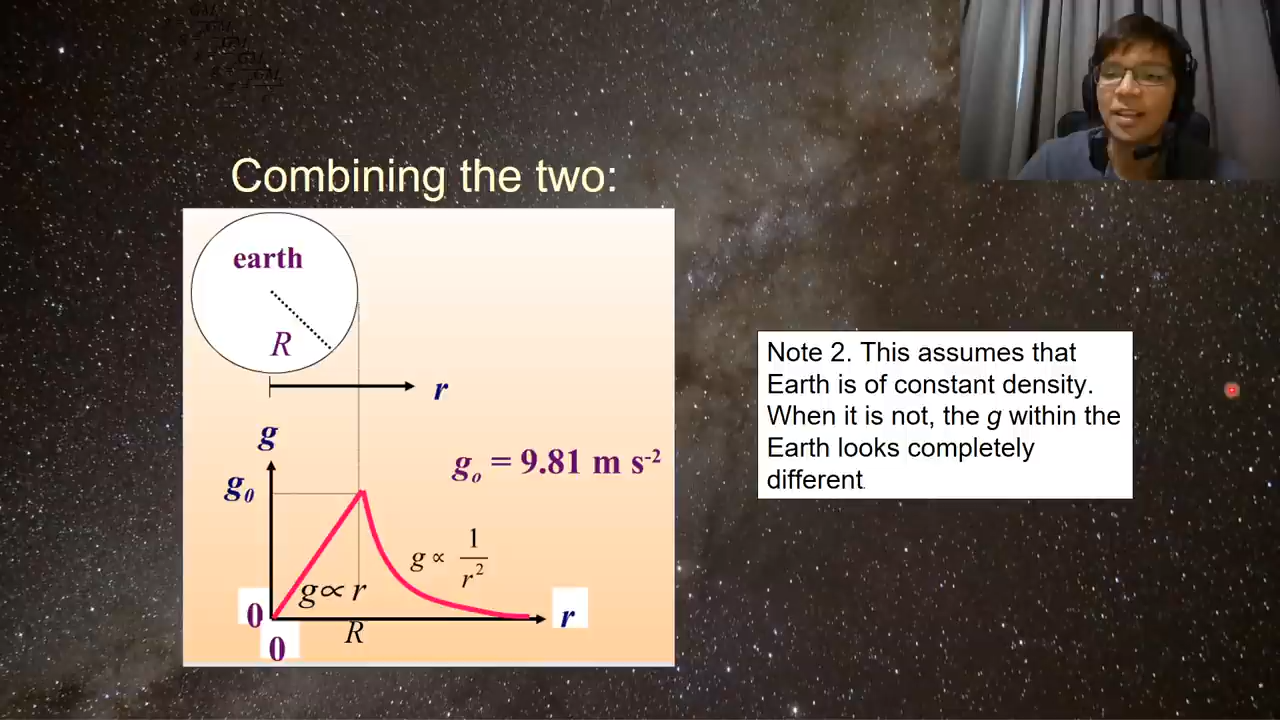 Combining the two:
earth
R
r
g
g₀
gₒ = 9.81 m s⁻²
g ∝ 1/r²
g ∝ r
0
R
r
0
Note 2. This assumes that
Earth is of constant density.
When it is not, the g within the
Earth looks completely
different.